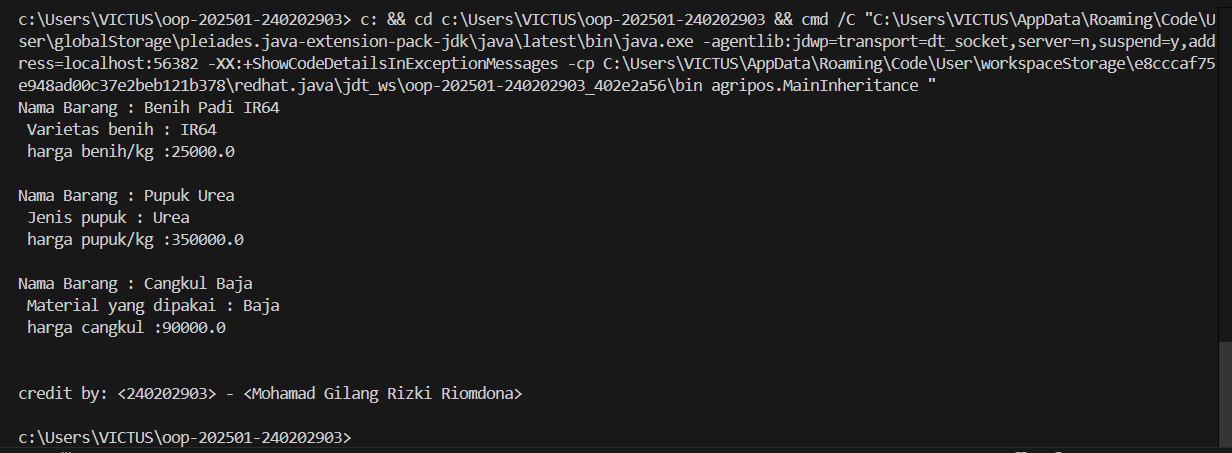 c:\Users\VICTUS\oop-202501-240202903> c: && cd c:\Users\VICTUS\oop-202501-240202903 && cmd /C "C:\Users\VICTUS\AppData\Roaming\Code\U
ser\globalStorage\pleiades.java-extension-pack-jdk\java\latest\bin\java.exe -agentlib:jdwp=transport=dt_socket,server=n,suspend=y,add
ress=localhost:56382 -XX:+ShowCodeDetailsInExceptionMessages -cp C:\Users\VICTUS\AppData\Roaming\Code\User\workspaceStorage\e8cccaf75
e948ad00c37e2beb121b378\redhat.java\jdt_ws\oop-202501-240202903_402e2a56\bin agripos.MainInheritance "
Nama Barang : Benih Padi IR64
Varietas benih : IR64
harga benih/kg :25000.0
Nama Barang : Pupuk Urea
Jenis pupuk : Urea
harga pupuk/kg :350000.0
Nama Barang : Cangkul Baja
Material yang dipakai : Baja
harga cangkul :90000.0
credit by: <240202903> - <Mohamad Gilang Rizki Riomdona>
c:\Users\VICTUS\oop-202501-240202903>